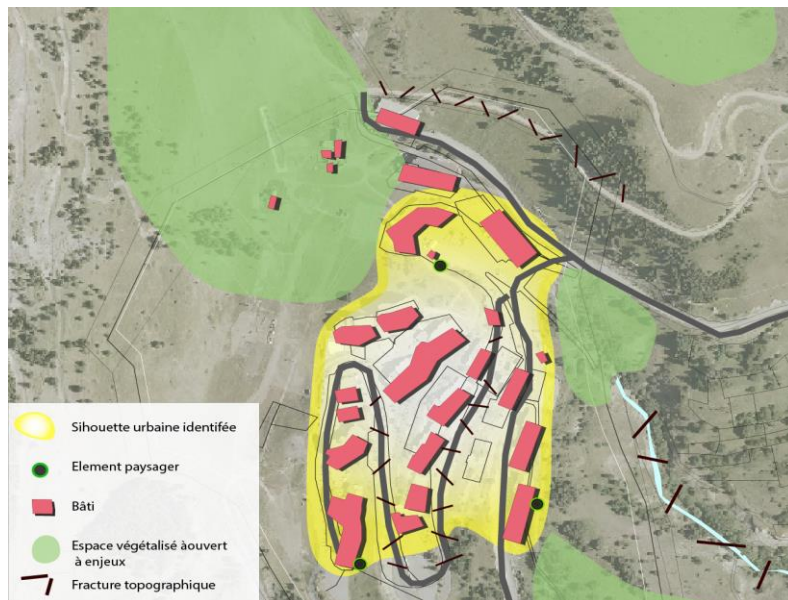 Sihouette urbaine identifée
Element paysager
Bâti
Espace végétalisé àouvert
à enjeux
Fracture topographique